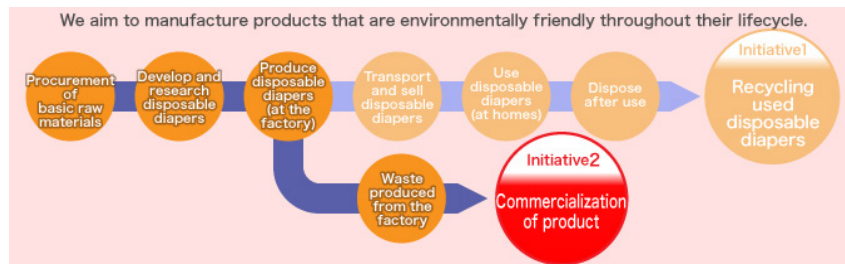 We aim to manufacture products that are environmentally friendly throughout their lifecycle.
Procurement
of
basic raw
materials
Develop and
research
disposable
diapers
Produce
disposable
diapers
(at the
factory)
Transport
and sell
disposable
diapers
Use
disposable
diapers
(at homes)
Dispose
after use
Initiative1
Recycling
used
disposable
diapers
Waste
produced
from the
factory
Initiative2
Commercialization
of product